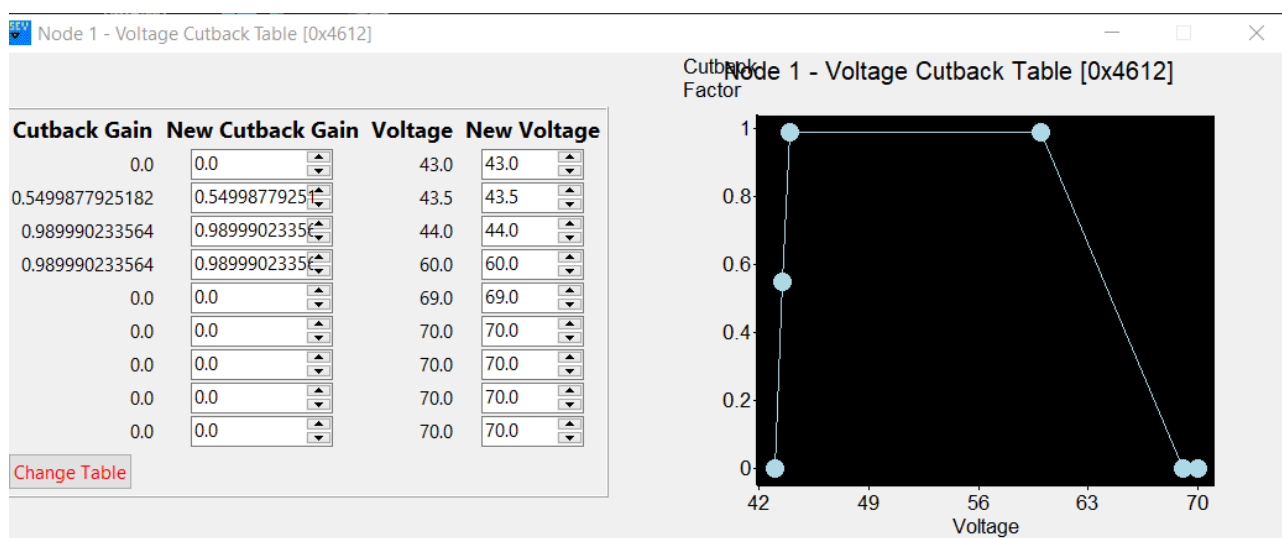 Node 1 - Voltage Cutback Table [0x4612]
Cutback Gain New Cutback Gain Voltage New Voltage
0.0 0.0 43.0 43.0
0.5499877925182 0.5499877925 43.5 43.5
0.989990233564 0.98999023356 44.0 44.0
0.989990233564 0.98999023356 60.0 60.0
0.0 0.0 69.0 69.0
0.0 0.0 70.0 70.0
0.0 0.0 70.0 70.0
0.0 0.0 70.0 70.0
0.0 0.0 70.0 70.0
Change Table
Cutback
Factor
Node 1 - Voltage Cutback Table [0x4612]
1
0.8
0.6
0.4
0.2
0
42 49 56 63 70
Voltage